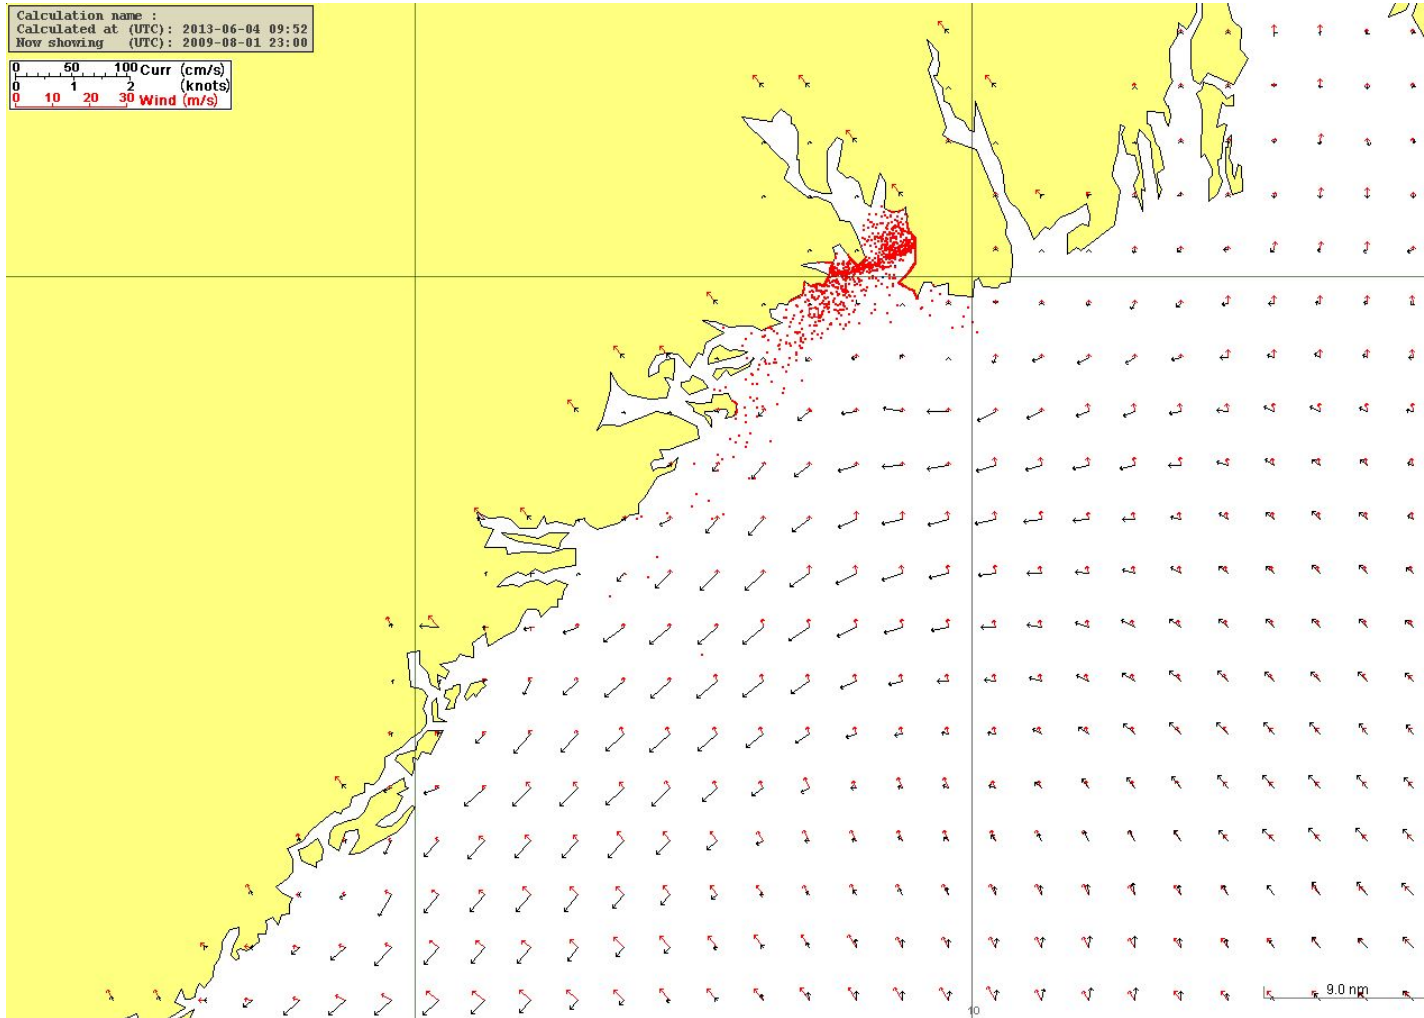 Calculation name :
Calculated at (UTC): 2013-06-04 09:52
Now showing (UTC): 2009-08-01 23:00
0 50 100 Curr (cm/s)
0 1 2 (knots)
0 10 20 30 Wind (m/s)
9.0 nm
10